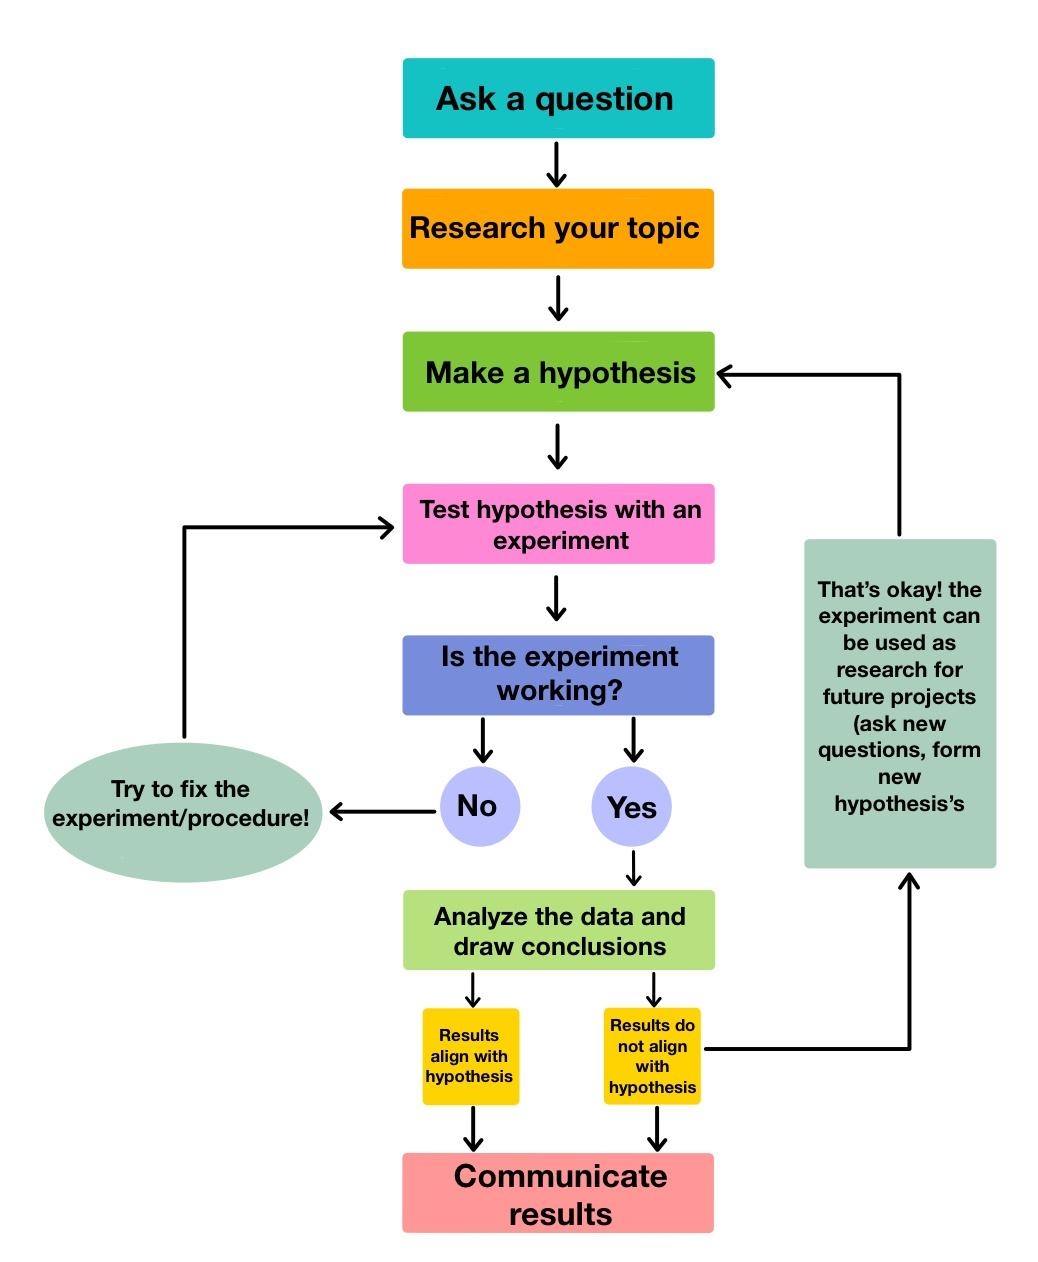 Ask a question
Research your topic
Make a hypothesis
Test hypothesis with an
experiment
Is the experiment
working?
No
Yes
Try to fix the
experiment/procedure!
That’s okay! the
experiment can
be used as
research for
future projects
(ask new
questions, form
new
hypothesis’s
Analyze the data and
draw conclusions
Results
align with
hypothesis
Results do
not align
with
hypothesis
Communicate
results